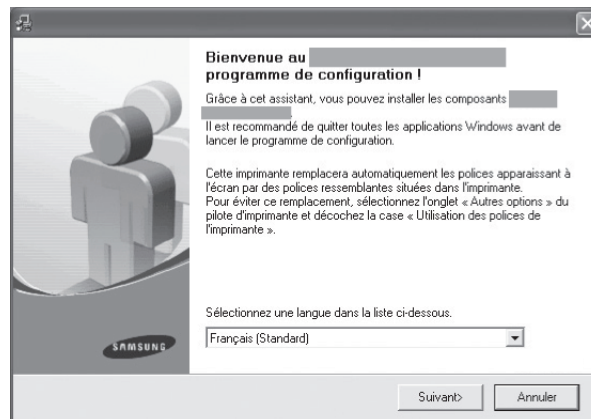 Bienvenue au
programme de configuration !
Grâce à cet assistant, vous pouvez installer les composants
.
Il est recommandé de quitter toutes les applications Windows avant de
lancer le programme de configuration.
Cette imprimante remplacera automatiquement les polices apparaissant à
l'écran par des polices ressemblantes situées dans l'imprimante.
Pour éviter ce remplacement, sélectionnez l'onglet « Autres options » du
pilote d'imprimante et décochez la case « Utilisation des polices de
l'imprimante ».
Sélectionnez une langue dans la liste ci-dessous.
Français (Standard)
SAMSUNG
Suivant>
Annuler